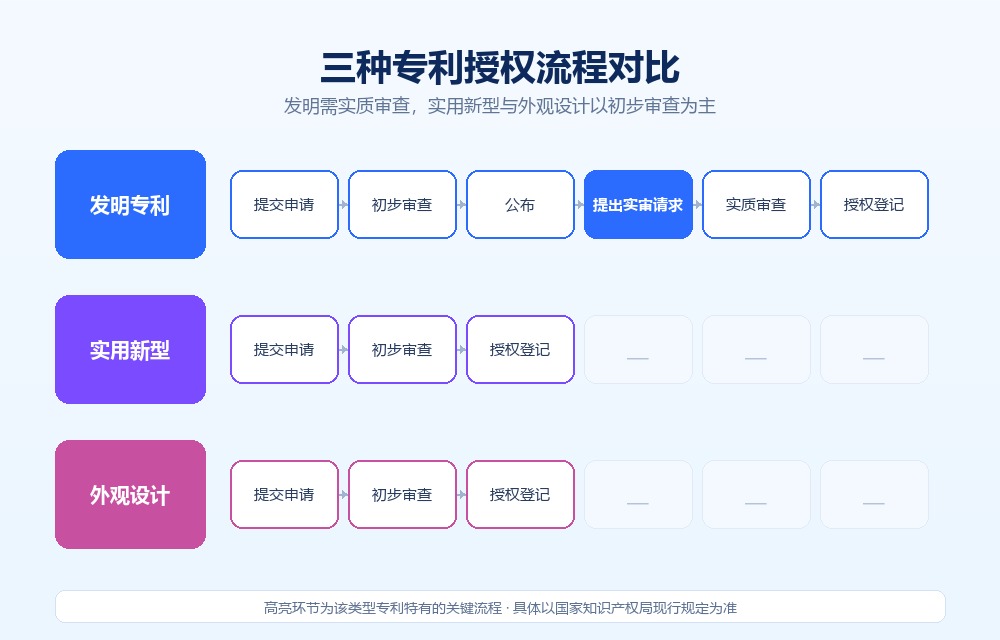 三种专利授权流程对比
发明需实质审查，实用新型与外观设计以初步审查为主
发明专利
提交申请
初步审查
公布
提出实审请求
实质审查
授权登记
实用新型
提交申请
初步审查
授权登记
—
—
—
外观设计
提交申请
初步审查
授权登记
—
—
—
高亮环节为该类型专利特有的关键流程 · 具体以国家知识产权局现行规定为准